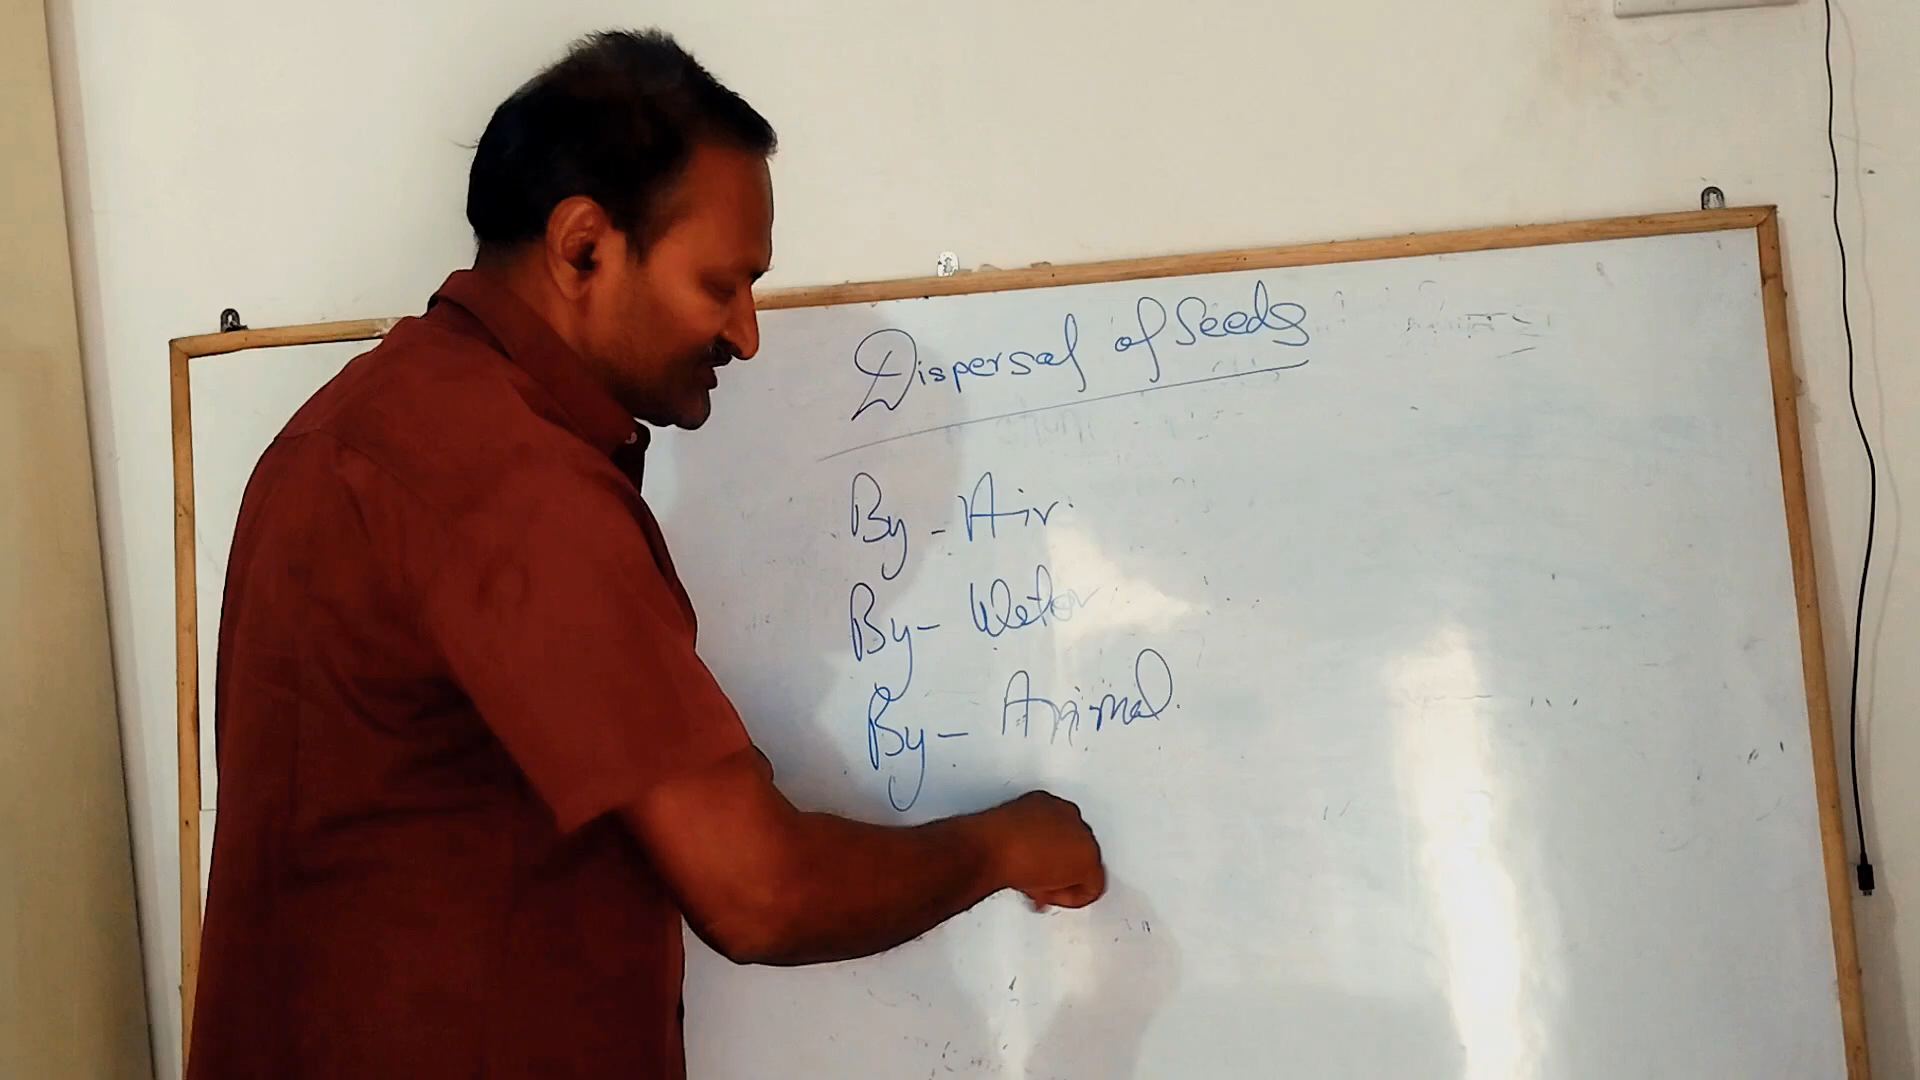 Dispersal of Seeds
By - Air.
By - Water
By - Animal.